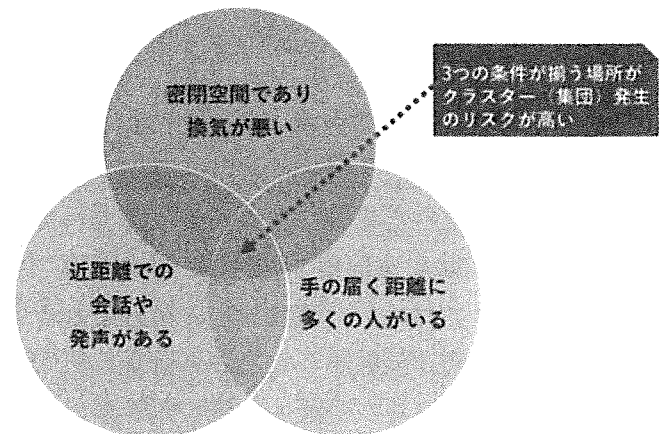 密閉空間であり
換気が悪い
3つの条件が揃う場所が
クラスター（集団）発生
のリスクが高い
近距離での
会話や
発声がある
手の届く距離に
多くの人がいる